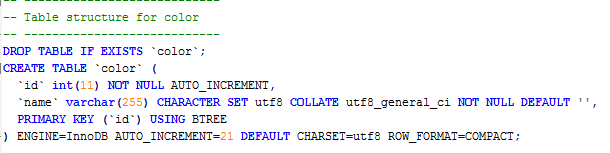 -- ----------------------------
-- Table structure for color
-- ----------------------------
DROP TABLE IF EXISTS `color`;
CREATE TABLE `color` (
  `id` int(11) NOT NULL AUTO_INCREMENT,
  `name` varchar(255) CHARACTER SET utf8 COLLATE utf8_general_ci NOT NULL DEFAULT '',
  PRIMARY KEY (`id`) USING BTREE
) ENGINE=InnoDB AUTO_INCREMENT=21 DEFAULT CHARSET=utf8 ROW_FORMAT=COMPACT;